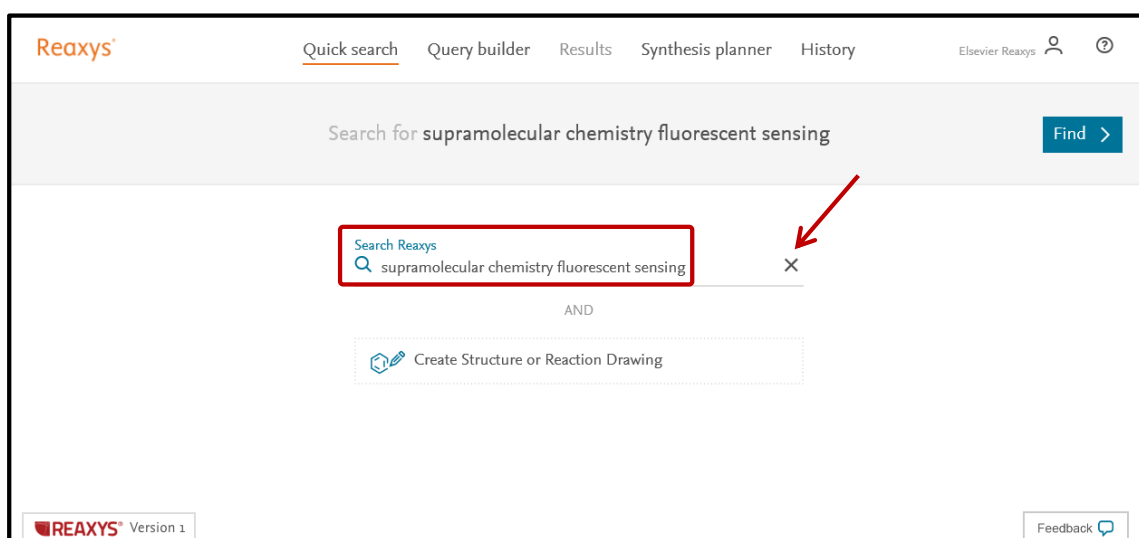 Reaxys®
Quick search Query builder Results Synthesis planner History
Elsevier Reaxys
Search for supramolecular chemistry fluorescent sensing
Find
Search Reaxys
supramolecular chemistry fluorescent sensing
AND
Create Structure or Reaction Drawing
REAXYS® Version 1
Feedback